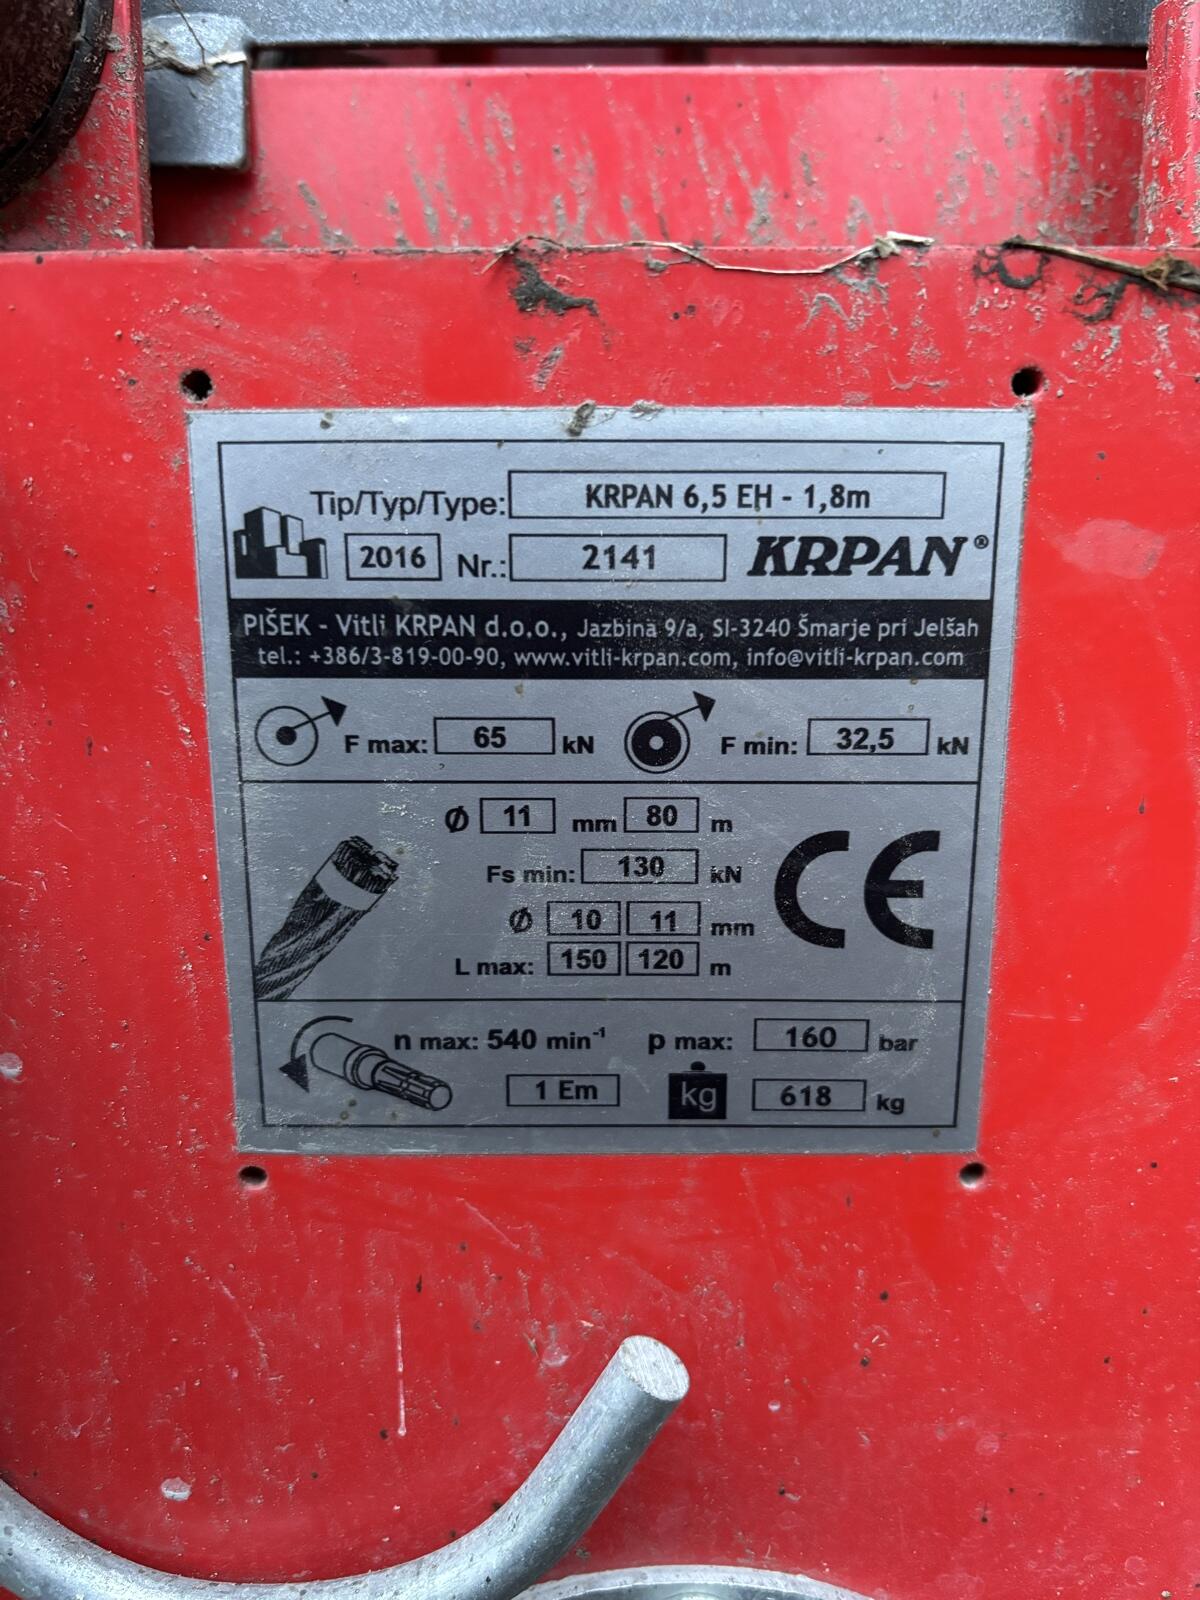 Tip/Typ/Type: KRPAN 6,5 EH - 1,8m
2016 Nr.: 2141 KRPAN®
PIŠEK - Vitli KRPAN d.o.o., Jazbina 9/a, SI-3240 Šmarje pri Jelšah
tel.: +386/3-819-00-90, www.vitli-krpan.com, info@vitli-krpan.com
F max: 65 kN F min: 32,5 kN
Ø 11 mm 80 m
Fs min: 130 kN
Ø 10 11 mm
L max: 150 120 m
CE
n max: 540 min⁻¹ p max: 160 bar
1 Em kg 618 kg